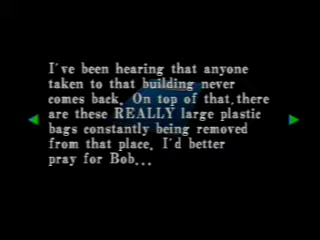 I've been hearing that anyone
taken to that building never
comes back. On top of that,there
are these REALLY large plastic
bags constantly being removed
from that place. I'd better
pray for Bob...